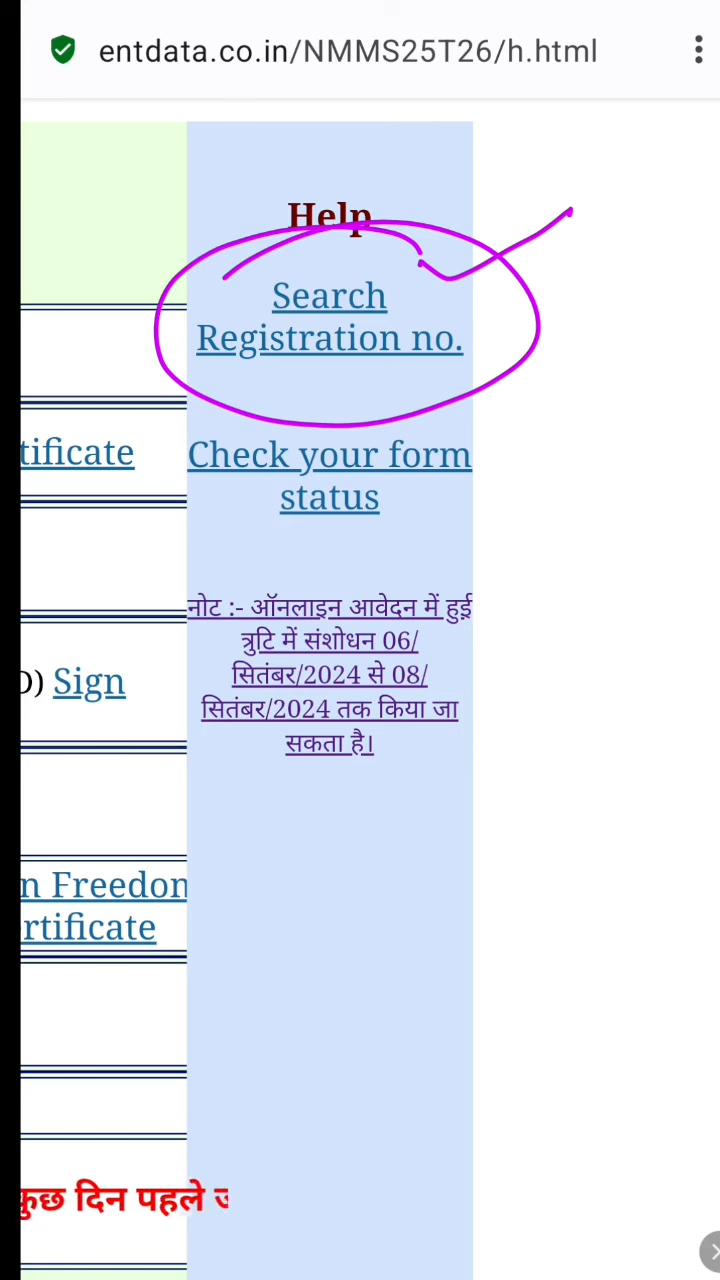 entdata.co.in/NMMS25T26/h.html
Help
Search
Registration no.
tificate
Check your form
status
नोट :- ऑनलाइन आवेदन में हुई
त्रुटि में संशोधन 06/
सितंबर/2024 से 08/
सितंबर/2024 तक किया जा
सकता है।
) Sign
n Freedon
rtificate
कुछ दिन पहले